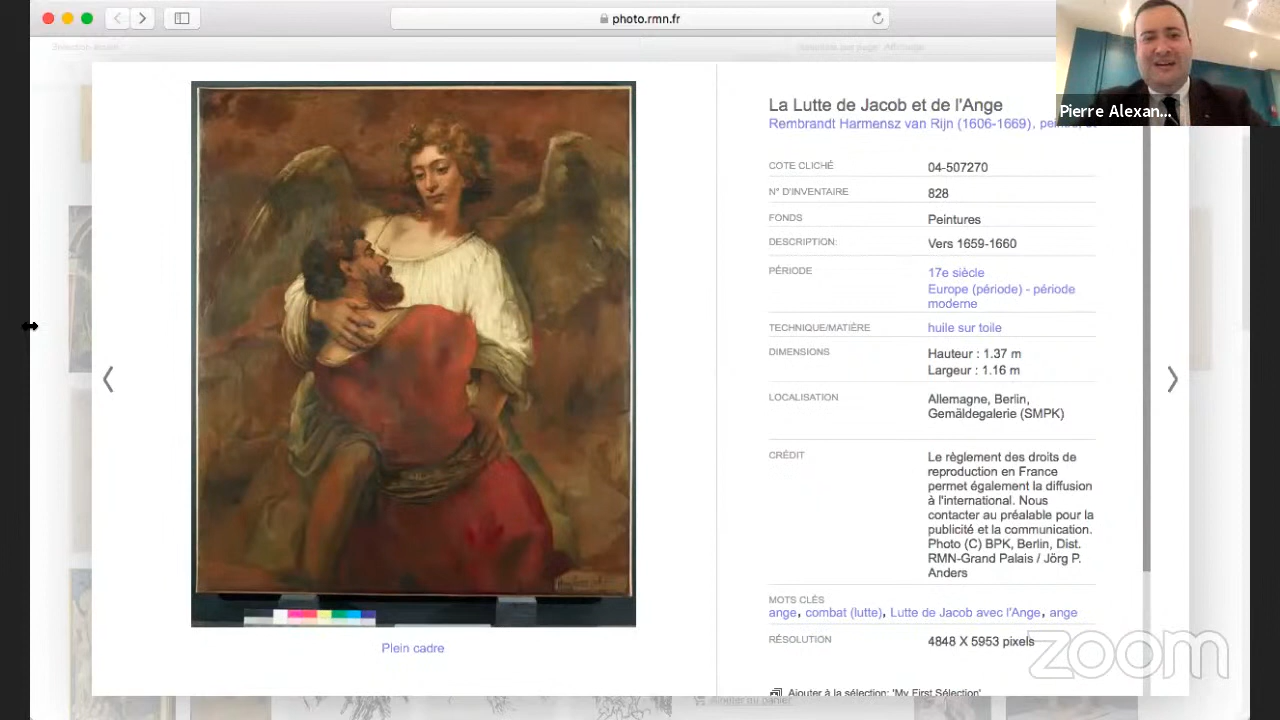 photo.rmn.fr
Pierre Alexan...
La Lutte de Jacob et de l'Ange
Rembrandt Harmensz van Rijn (1606-1669),
COTE CLICHÉ 04-507270
N° D'INVENTAIRE 828
FONDS Peintures
DESCRIPTION: Vers 1659-1660
PÉRIODE 17e siècle
Europe (période) - période
moderne
TECHNIQUE/MATIÈRE huile sur toile
DIMENSIONS Hauteur : 1.37 m
Largeur : 1.16 m
LOCALISATION Allemagne, Berlin,
Gemäldegalerie (SMPK)
CRÉDIT Le règlement des droits de
reproduction en France
permet également la diffusion
à l'international. Nous
contacter au préalable pour la
publicité et la communication.
Photo (C) BPK, Berlin, Dist.
RMN-Grand Palais / Jörg P.
Anders
MOTS CLÉS
ange, combat (lutte), Lutte de Jacob avec l'Ange, ange
RÉSOLUTION 4848 X 5953 pixels
Plein cadre
Ajouter à la sélection: 'My First Sélection'
zoom